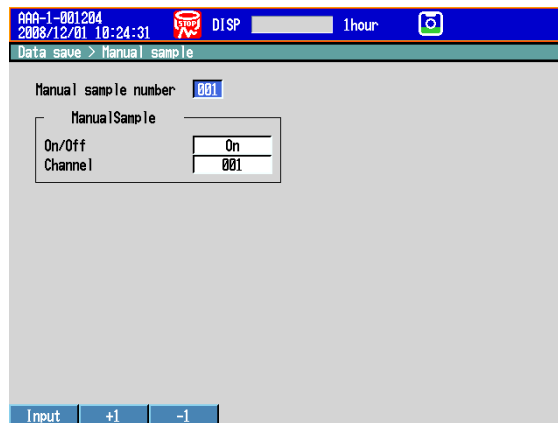 AAA-1-001204
2008/12/01 10:24:31
STOP
DISP 1hour
Data save > Manual sample
Manual sample number 001
ManualSample
On/Off On
Channel 001
Input +1 -1